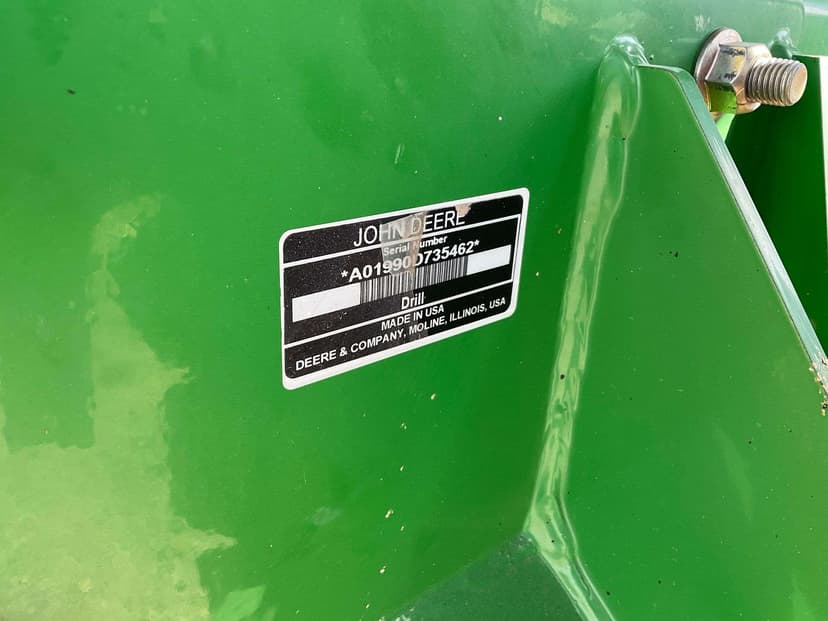 JOHN DEERE
Serial Number
*A01990D735462*
Drill
MADE IN USA
DEERE & COMPANY, MOLINE, ILLINOIS, USA